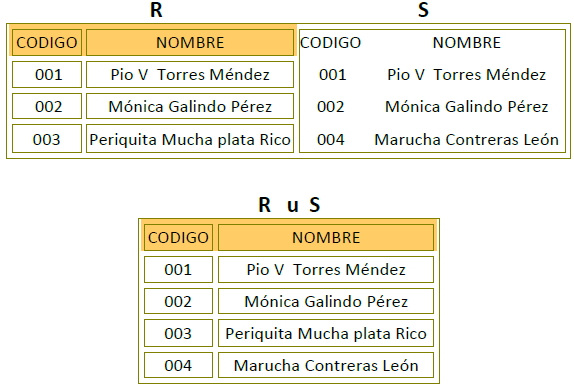 R S
CODIGO NOMBRE CODIGO NOMBRE
001 Pio V Torres Méndez 001 Pio V Torres Méndez
002 Mónica Galindo Pérez 002 Mónica Galindo Pérez
003 Periquita Mucha plata Rico 004 Marucha Contreras León
R u S
CODIGO NOMBRE
001 Pio V Torres Méndez
002 Mónica Galindo Pérez
003 Periquita Mucha plata Rico
004 Marucha Contreras León